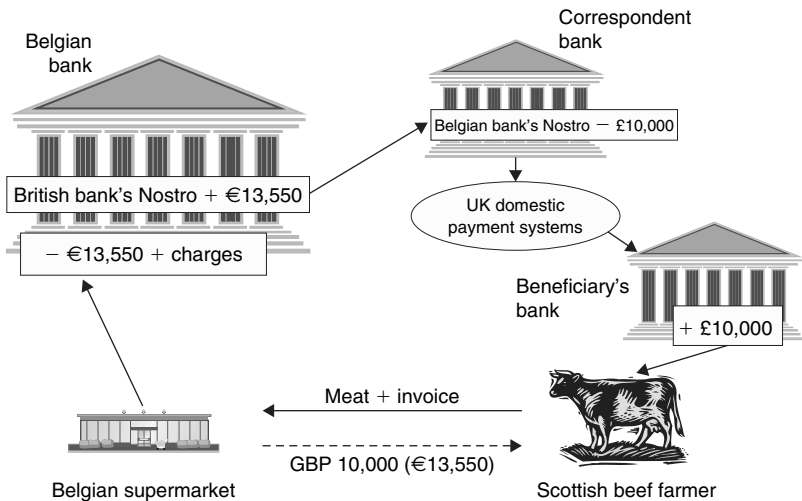 Belgian
bank
Correspondent
bank
Belgian bank's Nostro − £10,000
British bank's Nostro + €13,550
− €13,550 + charges
UK domestic
payment systems
Beneficiary's
bank
+ £10,000
Meat + invoice
GBP 10,000 (€13,550)
Belgian supermarket
Scottish beef farmer